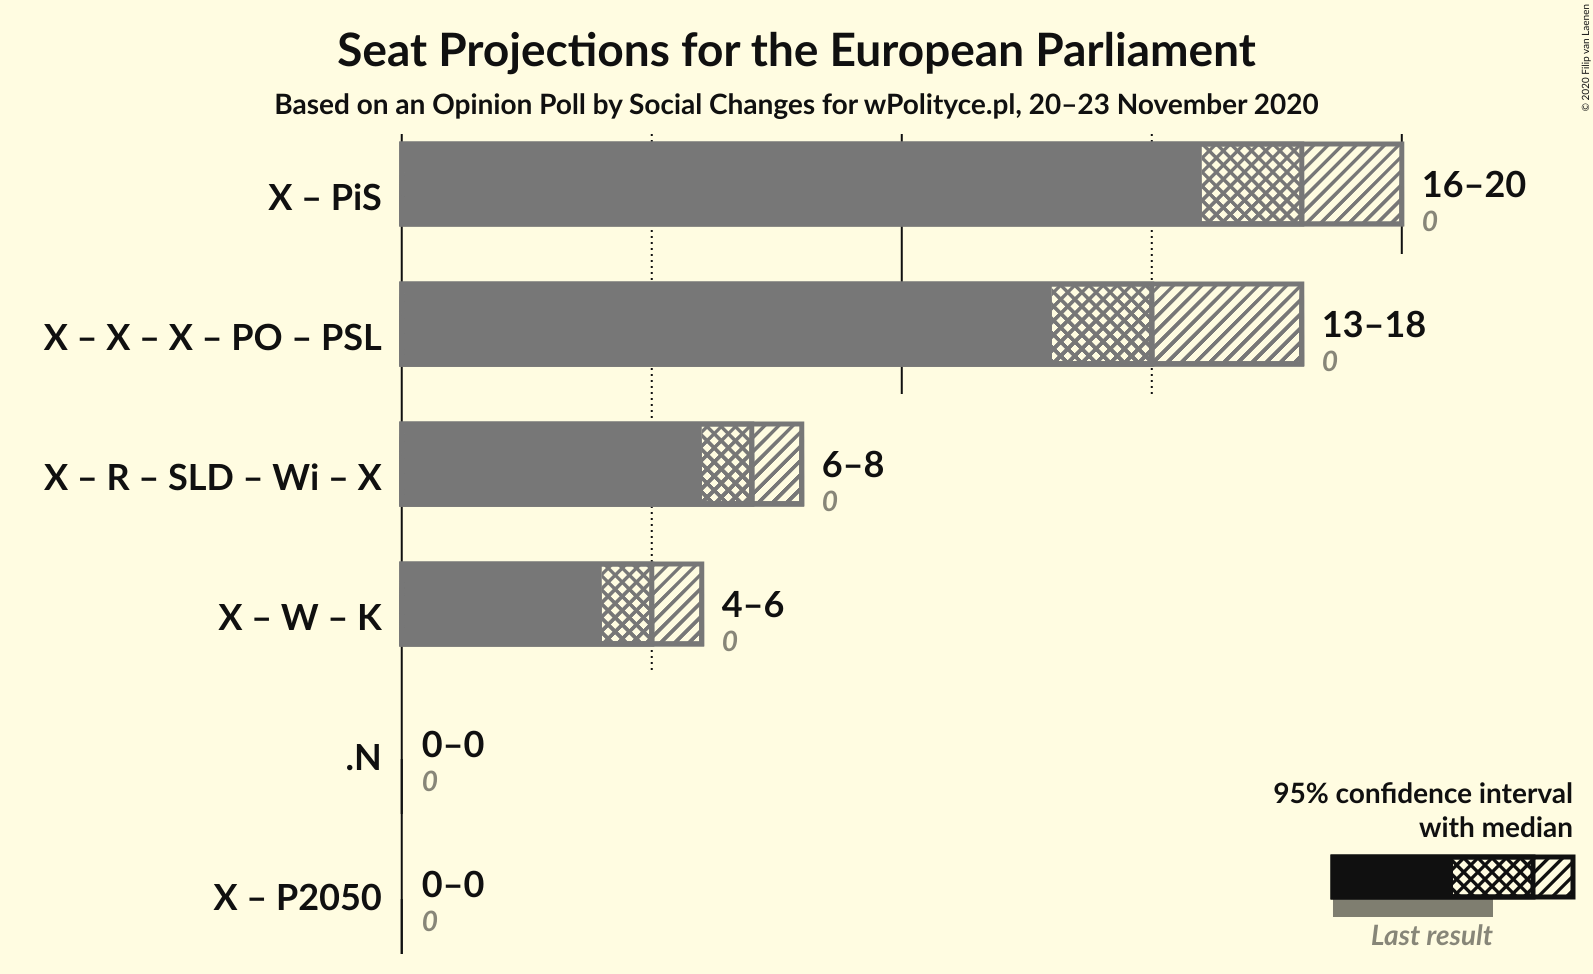 Seat Projections for the European Parliament
Based on an Opinion Poll by Social Changes for wPolityce.pl, 20–23 November 2020
© 2020 Filip van Laenen
X – PiS
16–20
0
X – X – X – PO – PSL
13–18
0
X – R – SLD – Wi – X
6–8
0
X – W – K
4–6
0
.N
0–0
0
X – P2050
0–0
0
95% confidence interval
with median
Last result